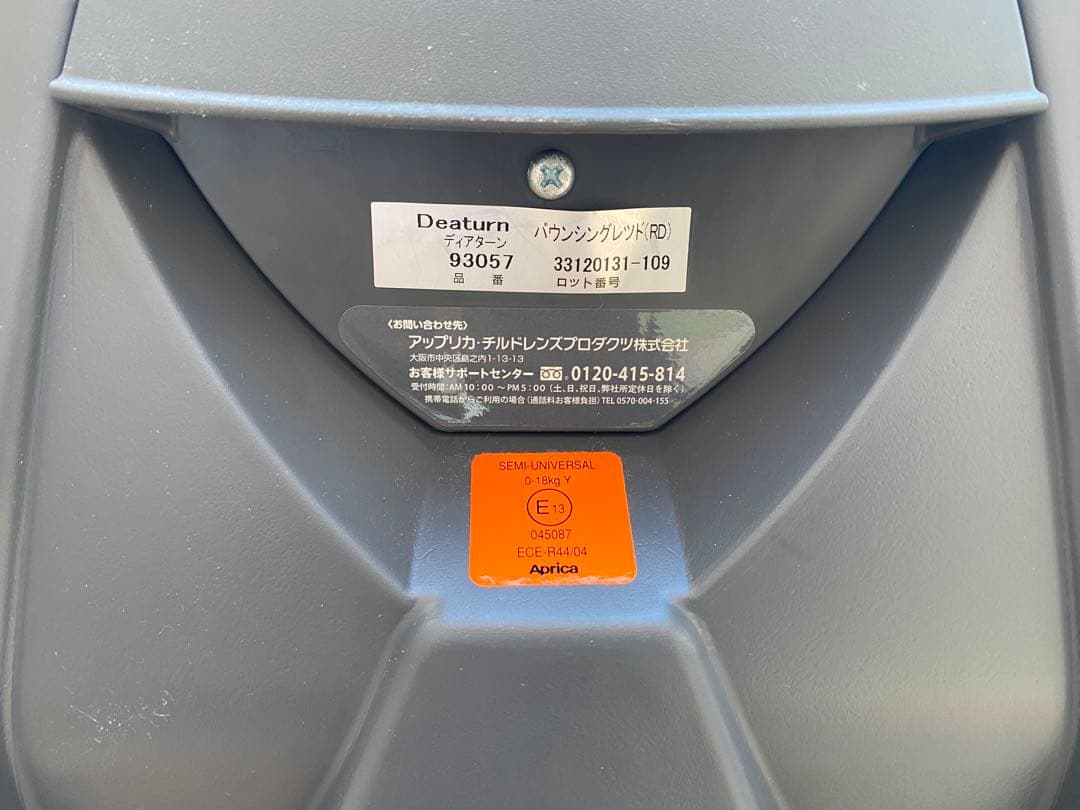 Deaturn バウンシングレツド(RD)
ディアターン
93057 33120131-109
品番 ロット番号
〈お問い合わせ先〉
アップリカ・チルドレンズプロダクツ株式会社
大阪市中央区島之内1-13-13
お客様サポートセンター 0120-415-814
受付時間:AM10:00〜PM5:00(土、日、祝日、弊社所定休日を除く)
携帯電話からご利用の場合(通話料お客様負担)TEL 0570-004-155
SEMI-UNIVERSAL
0-18kg Y
E13
045087
ECE-R44/04
Aprica